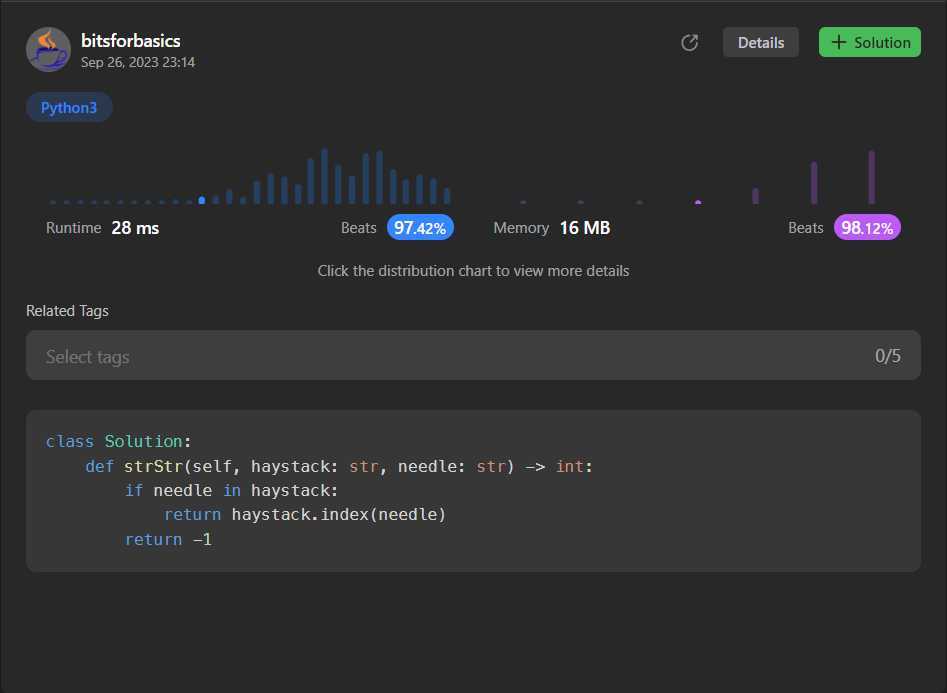 bitsforbasics
Sep 26, 2023 23:14
Details
+ Solution
Python3
Runtime 28 ms Beats 97.42% Memory 16 MB Beats 98.12%
Click the distribution chart to view more details
Related Tags
Select tags 0/5
class Solution:
    def strStr(self, haystack: str, needle: str) -> int:
        if needle in haystack:
            return haystack.index(needle)
        return -1